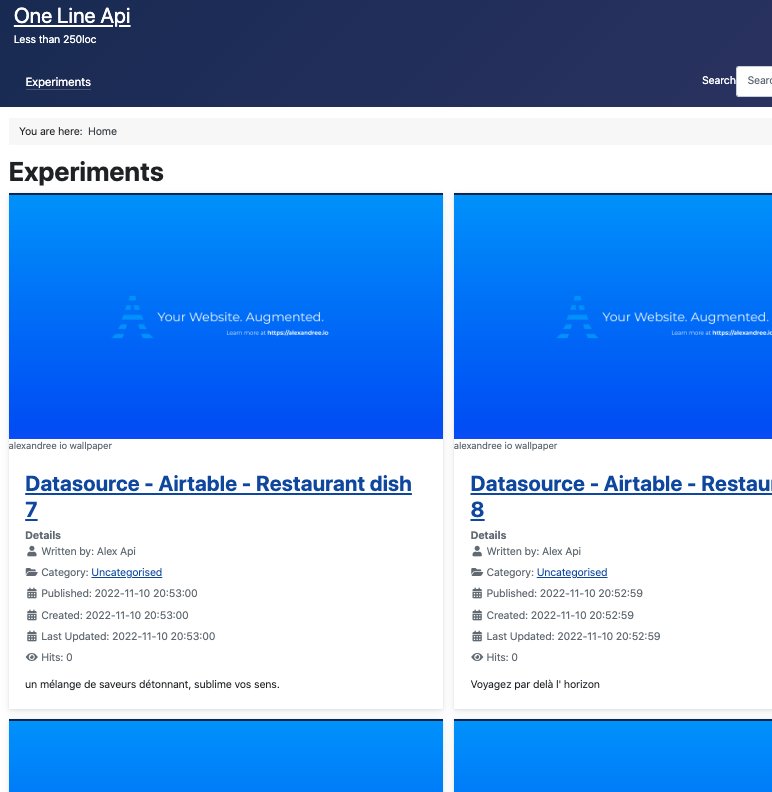 One Line Api
Less than 250loc
Experiments
Search
You are here: Home
Experiments
Your Website. Augmented.
Learn more at https://alexandree.io
alexandree io wallpaper
Datasource - Airtable - Restaurant dish
7
Details
Written by: Alex Api
Category: Uncategorised
Published: 2022-11-10 20:53:00
Created: 2022-11-10 20:53:00
Last Updated: 2022-11-10 20:53:00
Hits: 0
un mélange de saveurs détonnant, sublime vos sens.
Your Website. Augmented.
Learn more at
alexandree io wallpaper
Datasource - Airtable -
8
Details
Written by: Alex Api
Category: Uncategorised
Published: 2022-11-10 20:52:59
Created: 2022-11-10 20:52:59
Last Updated: 2022-11-10 20:52:59
Hits: 0
Voyagez par delà l' horizon